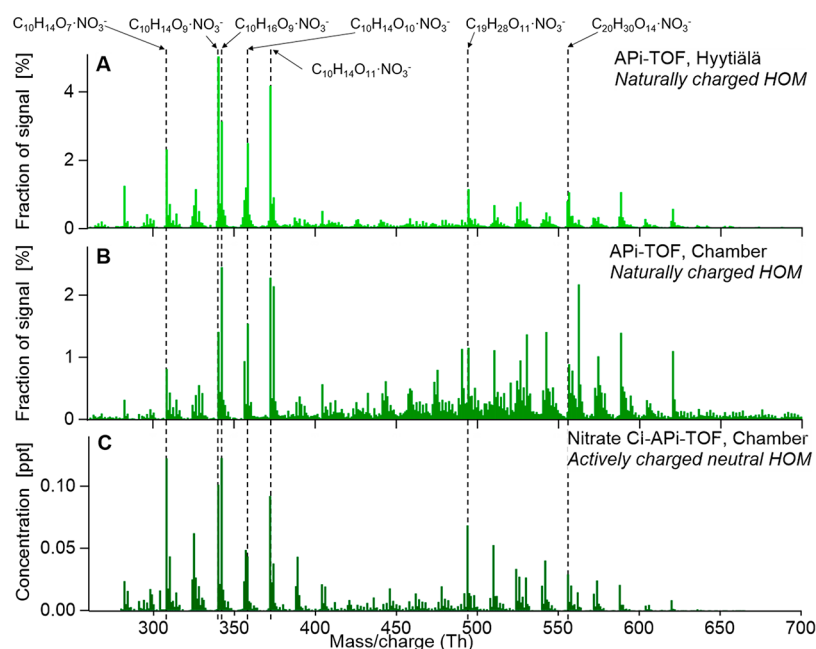 C10H14O7·NO3- C10H14O9·NO3- C10H16O9·NO3- C10H14O10·NO3- C19H28O11·NO3- C20H30O14·NO3-
C10H14O11·NO3-
A
APi-TOF, Hyytiälä
Naturally charged HOM
Fraction of signal [%]
4
2
0
B
APi-TOF, Chamber
Naturally charged HOM
Fraction of signal [%]
2
1
0
C
Nitrate Ci-APi-TOF, Chamber
Actively charged neutral HOM
Concentration [ppt]
0.10
0.05
0.00
300 350 400 450 500 550 600 650 700
Mass/charge (Th)